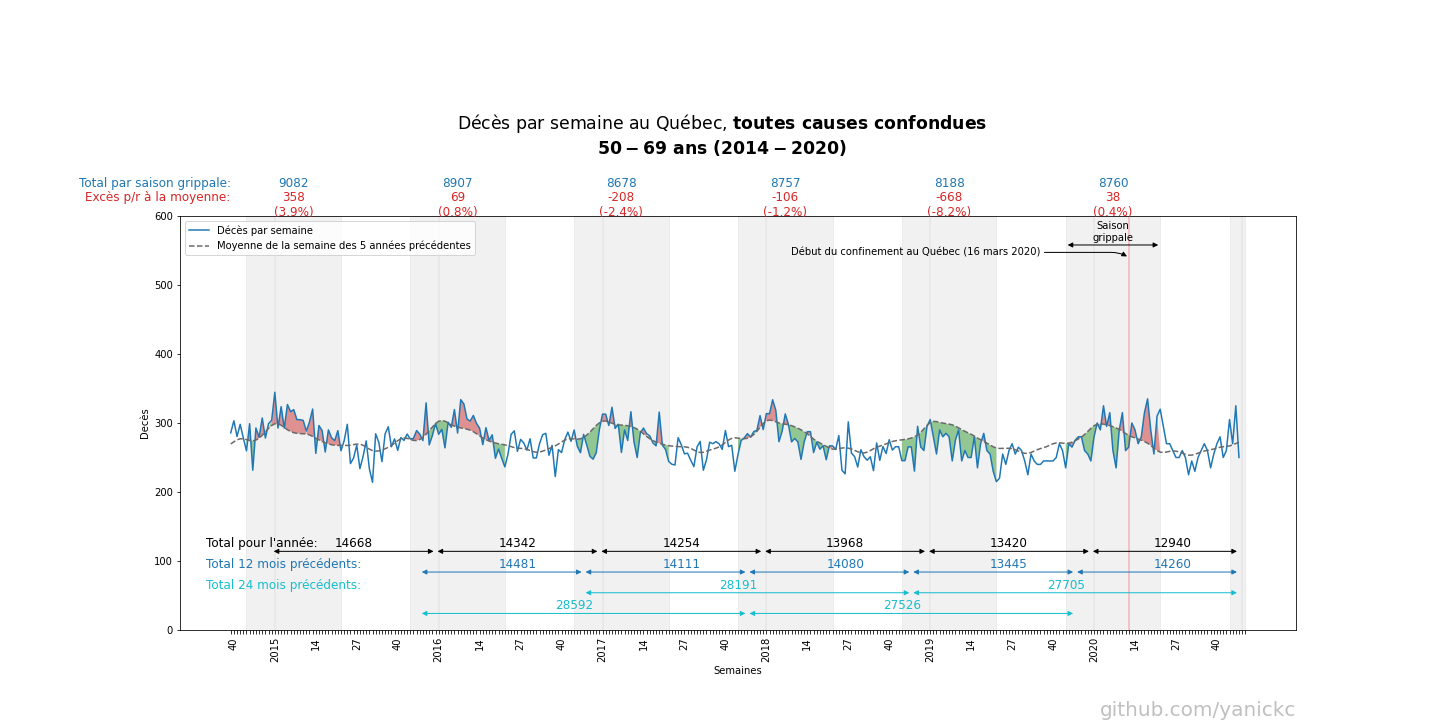 Décès par semaine au Québec, toutes causes confondues
50 – 69 ans (2014 – 2020)
Total par saison grippale: 9082 8907 8678 8757 8188 8760
Excès p/r à la moyenne: 358 69 -208 -106 -668 38
(3.9%) (0.8%) (-2.4%) (-1.2%) (-8.2%) (0.4%)
600
Décès par semaine
Moyenne de la semaine des 5 années précédentes
Saison
grippale
Début du confinement au Québec (16 mars 2020)
500
400
300
200
100
0
Decès
Total pour l'année: 14668 14342 14254 13968 13420 12940
Total 12 mois précédents: 14481 14111 14080 13445 14260
Total 24 mois précédents: 28191 27705
28592 27526
40 2015 14 27 40 2016 14 27 40 2017 14 27 40 2018 14 27 40 2019 14 27 40 2020 14 27 40
Semaines
github.com/yanickc